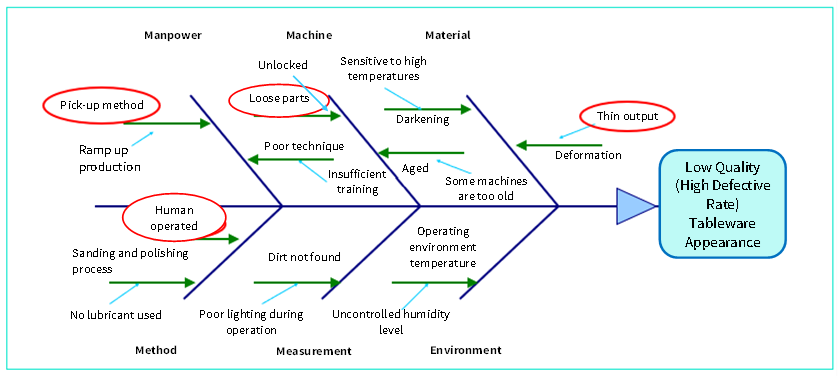 Manpower
Machine
Material
Unlocked
Sensitive to high
temperatures
Pick-up method
Loose parts
Thin output
Darkening
Ramp up
production
Poor technique
Insufficient
training
Aged
Some machines
are too old
Deformation
Low Quality
(High Defective
Rate)
Tableware
Appearance
Human
operated
Sanding and polishing
process
Dirt not found
Operating
environment
temperature
No lubricant used
Poor lighting during
operation
Uncontrolled humidity
level
Method
Measurement
Environment